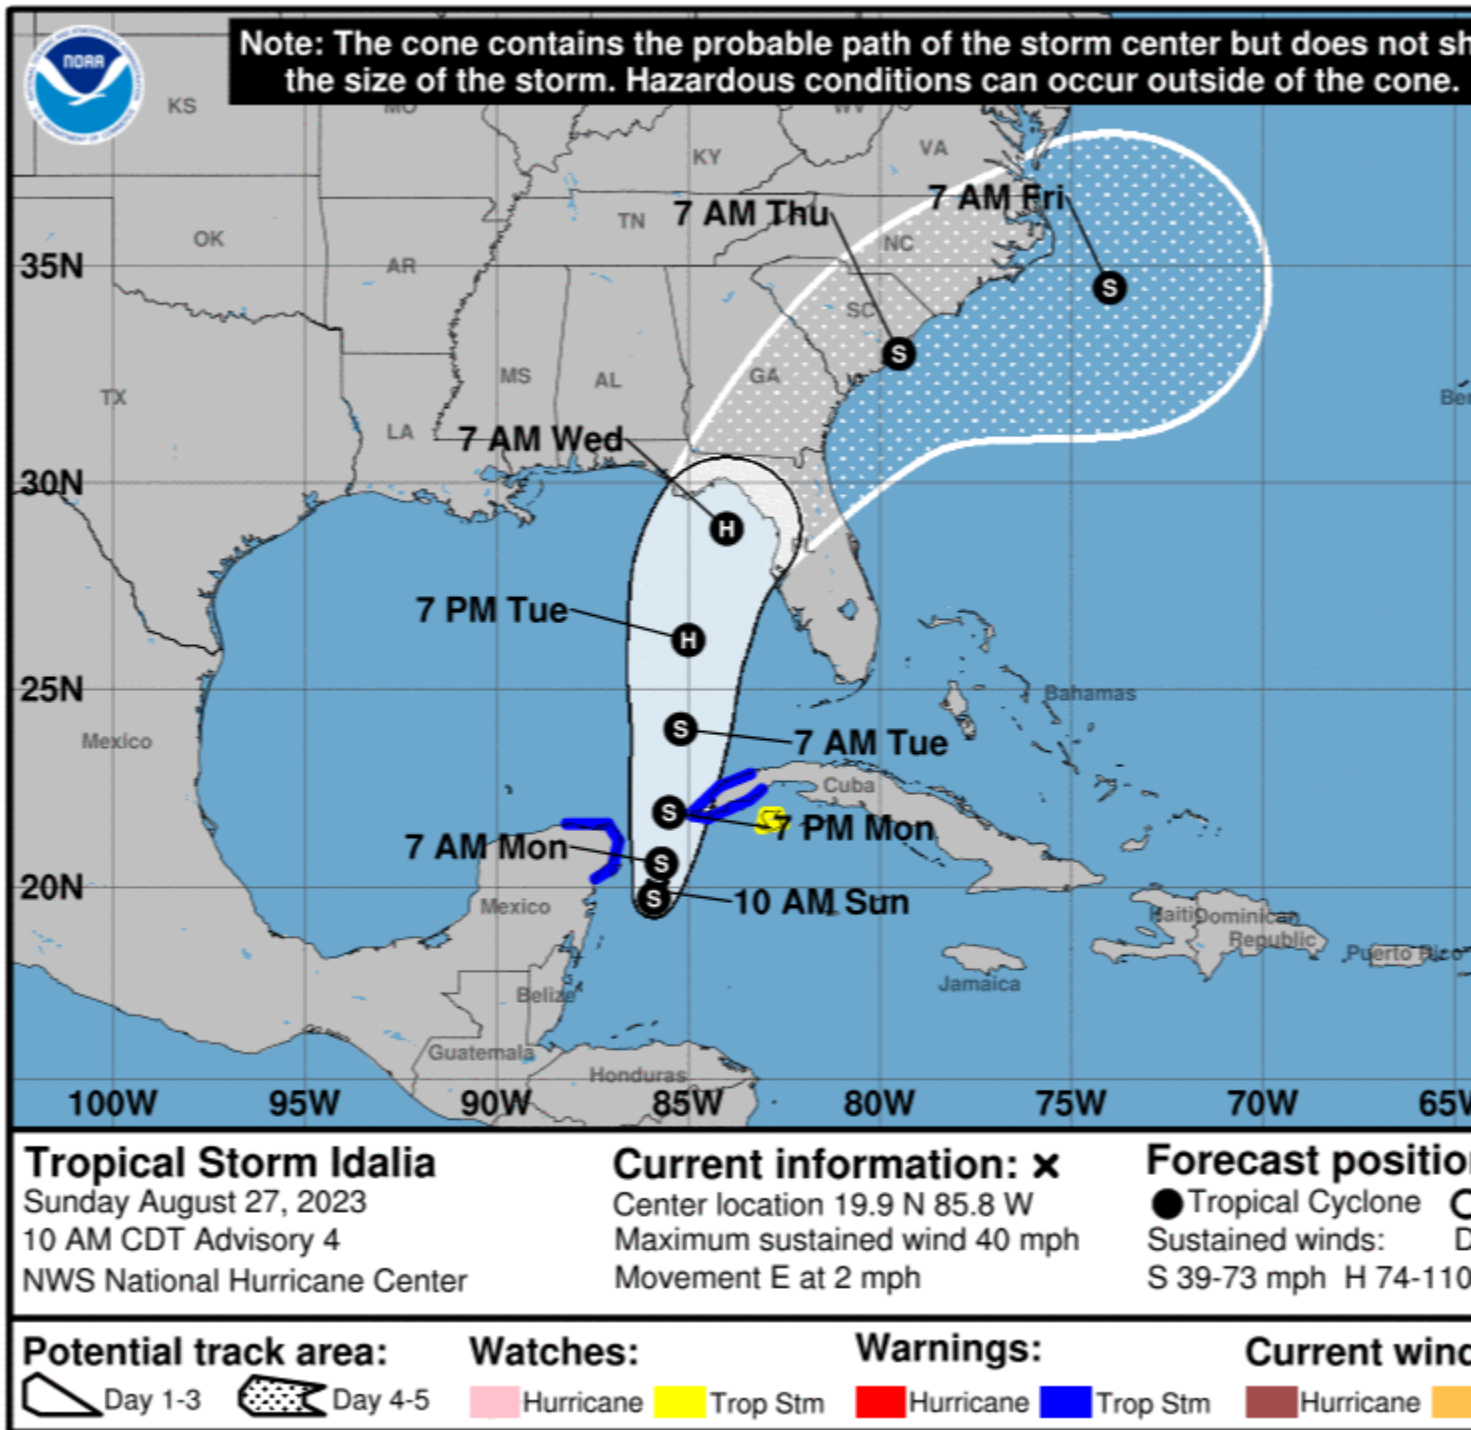 NOAA
Note: The cone contains the probable path of the storm center but does not sh
the size of the storm. Hazardous conditions can occur outside of the cone.
KS
MO
WV
KY
VA
7 AM Fri
7 AM Thu
TN
OK
NC
AR
35N
SC
MS
AL
GA
TX
Ber
LA
7 AM Wed
30N
FL
7 PM Tue
25N
Bahamas
Mexico
7 AM Tue
Cuba
7 PM Mon
7 AM Mon
20N
10 AM Sun
Mexico
Haiti Dominican
Republic
Puerto Rico
Jamaica
Belize
Guatemala
Honduras
100W 95W 90W 85W 80W 75W 70W 65W
Tropical Storm Idalia
Sunday August 27, 2023
10 AM CDT Advisory 4
NWS National Hurricane Center
Current information: x
Center location 19.9 N 85.8 W
Maximum sustained wind 40 mph
Movement E at 2 mph
Forecast positio
Tropical Cyclone
Sustained winds: D
S 39-73 mph H 74-110
Potential track area:
Day 1-3 Day 4-5
Watches:
Hurricane Trop Stm
Warnings:
Hurricane Trop Stm
Current wind
Hurricane